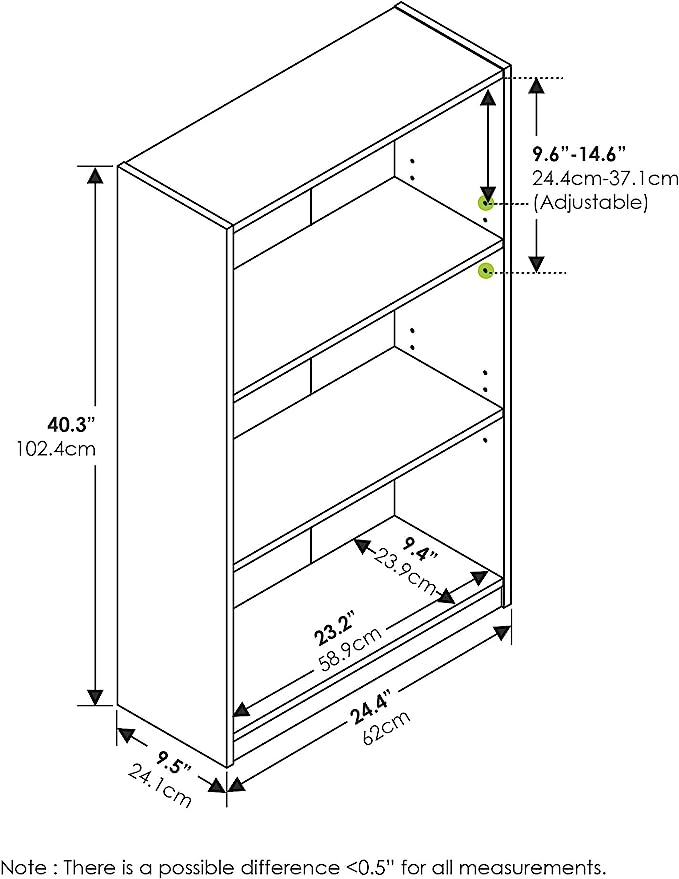 9.6”-14.6”
24.4cm-37.1cm
(Adjustable)
40.3”
102.4cm
9.4”
23.9cm
23.2”
58.9cm
24.4”
62cm
9.5”
24.1cm
Note : There is a possible difference <0.5” for all measurements.